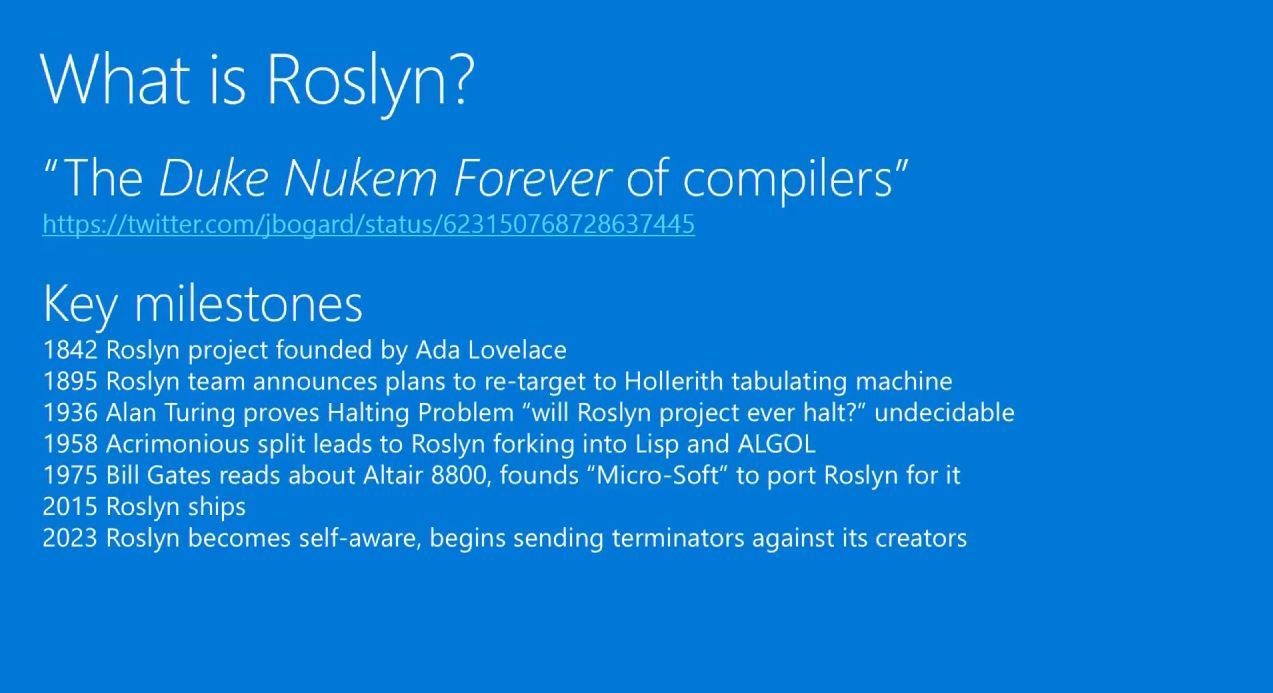 What is Roslyn?
“The Duke Nukem Forever of compilers”
https://twitter.com/jbogard/status/623150768728637445
Key milestones
1842 Roslyn project founded by Ada Lovelace
1895 Roslyn team announces plans to re-target to Hollerith tabulating machine
1936 Alan Turing proves Halting Problem “will Roslyn project ever halt?” undecidable
1958 Acrimonious split leads to Roslyn forking into Lisp and ALGOL
1975 Bill Gates reads about Altair 8800, founds “Micro-Soft” to port Roslyn for it
2015 Roslyn ships
2023 Roslyn becomes self-aware, begins sending terminators against its creators